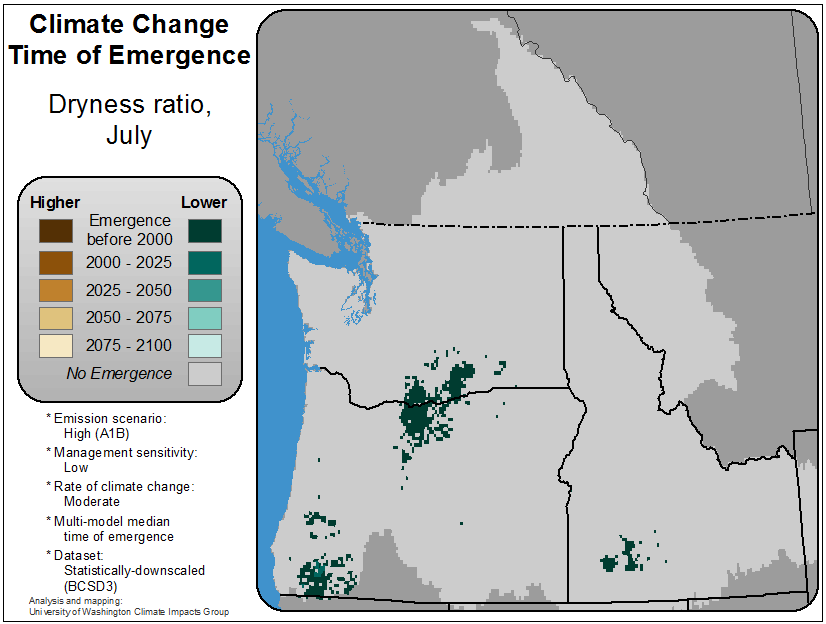 Climate Change
Time of Emergence
Dryness ratio,
July
Higher Lower
Emergence
before 2000
2000 - 2025
2025 - 2050
2050 - 2075
2075 - 2100
No Emergence
* Emission scenario:
High (A1B)
* Management sensitivity:
Low
* Rate of climate change:
Moderate
* Multi-model median
time of emergence
* Dataset:
Statistically-downscaled
(BCSD3)
Analysis and mapping:
University of Washington Climate Impacts Group